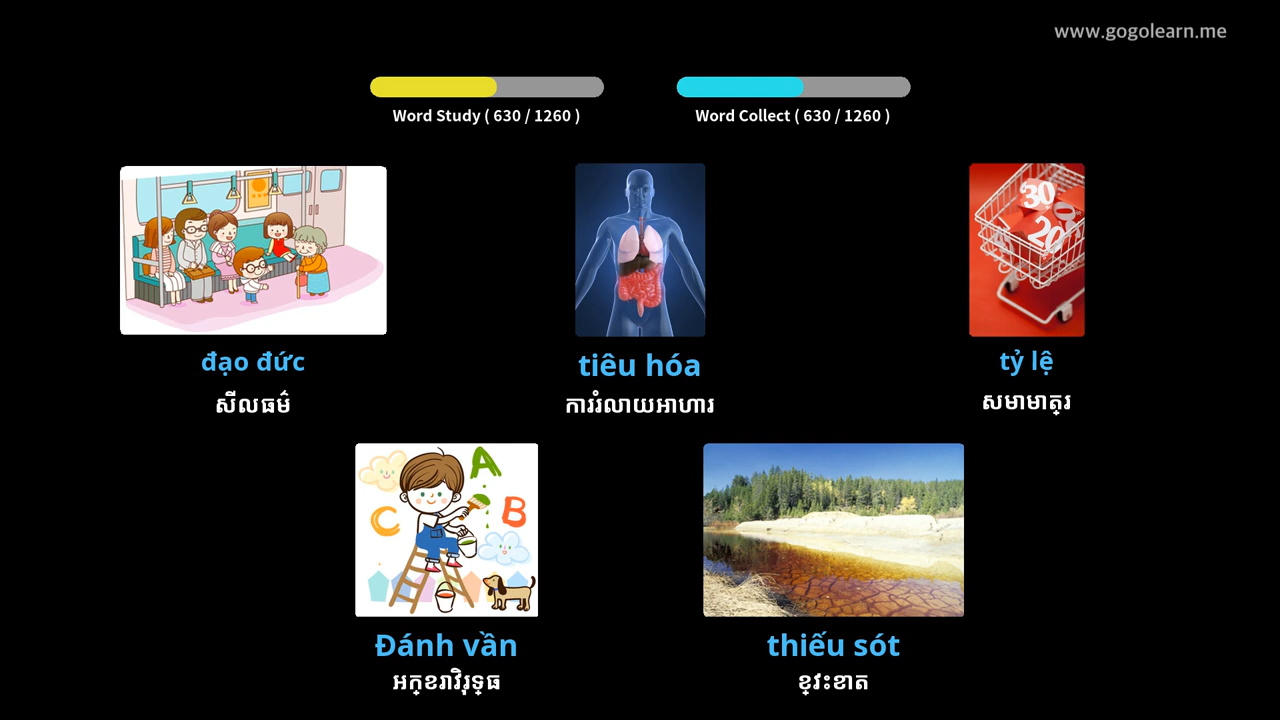 www.gogolearn.me
Word Study ( 630 / 1260 )
Word Collect ( 630 / 1260 )
đạo đức
សីលធម៌
tiêu hóa
ការរំលាយអាហារ
tỷ lệ
សមាមាត្រ
30
20
A
B
C
Đánh vần
អក្ខរាវិរុទ្ធ
thiếu sót
ខ្វះខាត